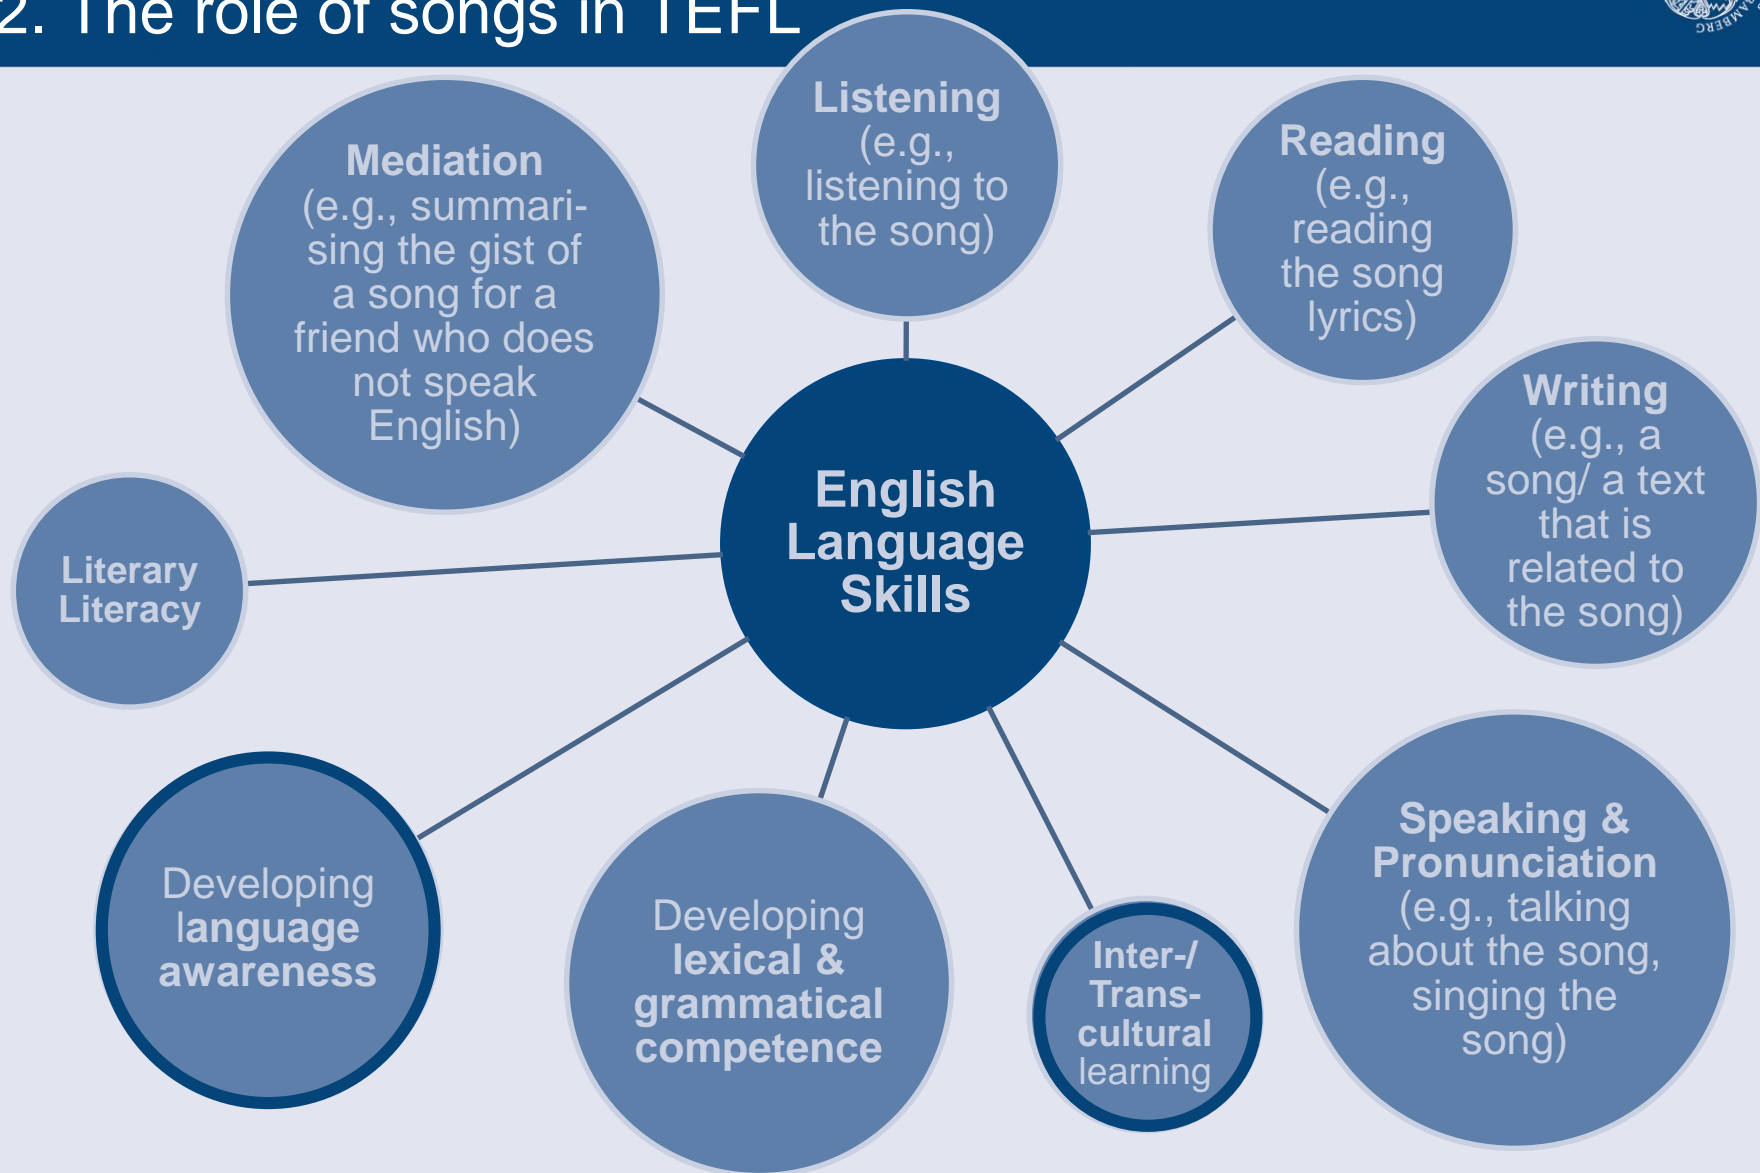 2. The role of songs in TEFL
BAMBERG
Listening
(e.g.,
listening to
the song)
Reading
(e.g.,
reading
the song
lyrics)
Writing
(e.g., a
song/ a text
that is
related to
the song)
Speaking &
Pronunciation
(e.g., talking
about the song,
singing the
song)
Inter-/
Trans-
cultural
learning
Developing
lexical &
grammatical
competence
Developing
language
awareness
Literary
Literacy
Mediation
(e.g., summari-
sing the gist of
a song for a
friend who does
not speak
English)
English
Language
Skills